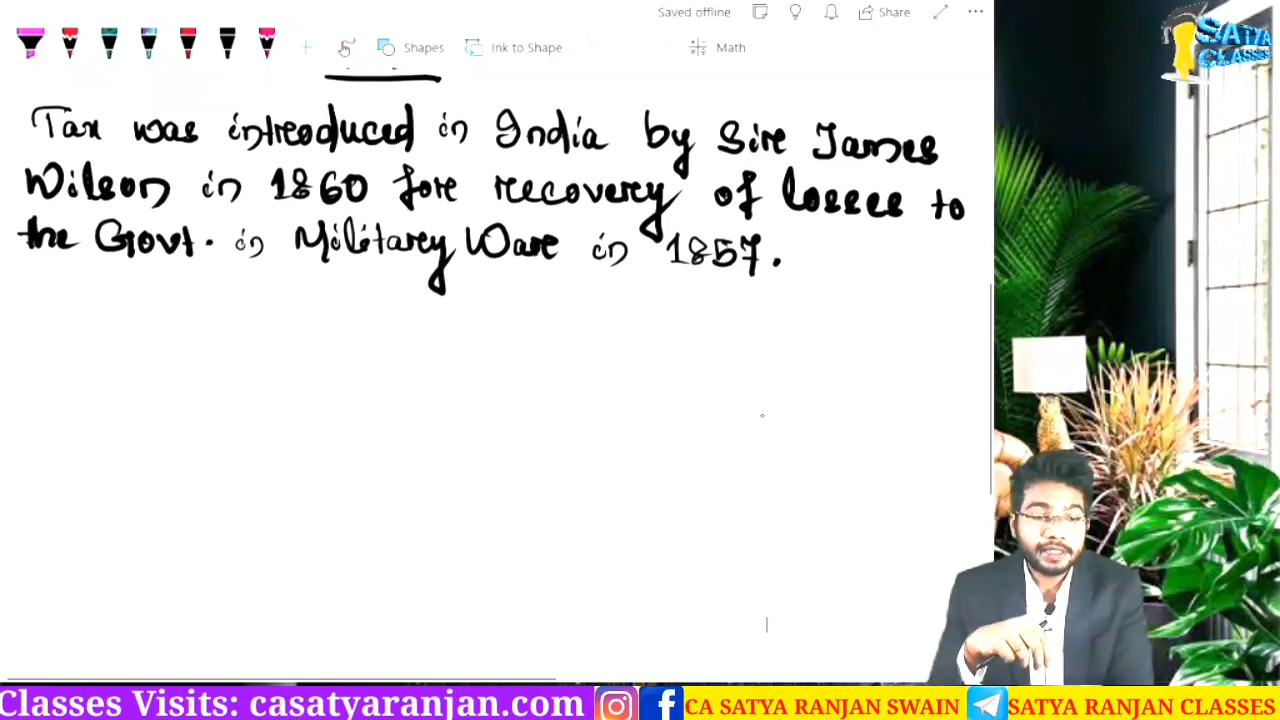 Saved offline
Share
Shapes
Ink to Shape
Math
SATYA
CLASSES
Tax was introduced in India by Sir James
Wilson in 1860 for recovery of losses to
the Govt. in Military War in 1857.
Classes Visits: casatyaranjan.com
CA SATYA RANJAN SWAIN
SATYA RANJAN CLASSES